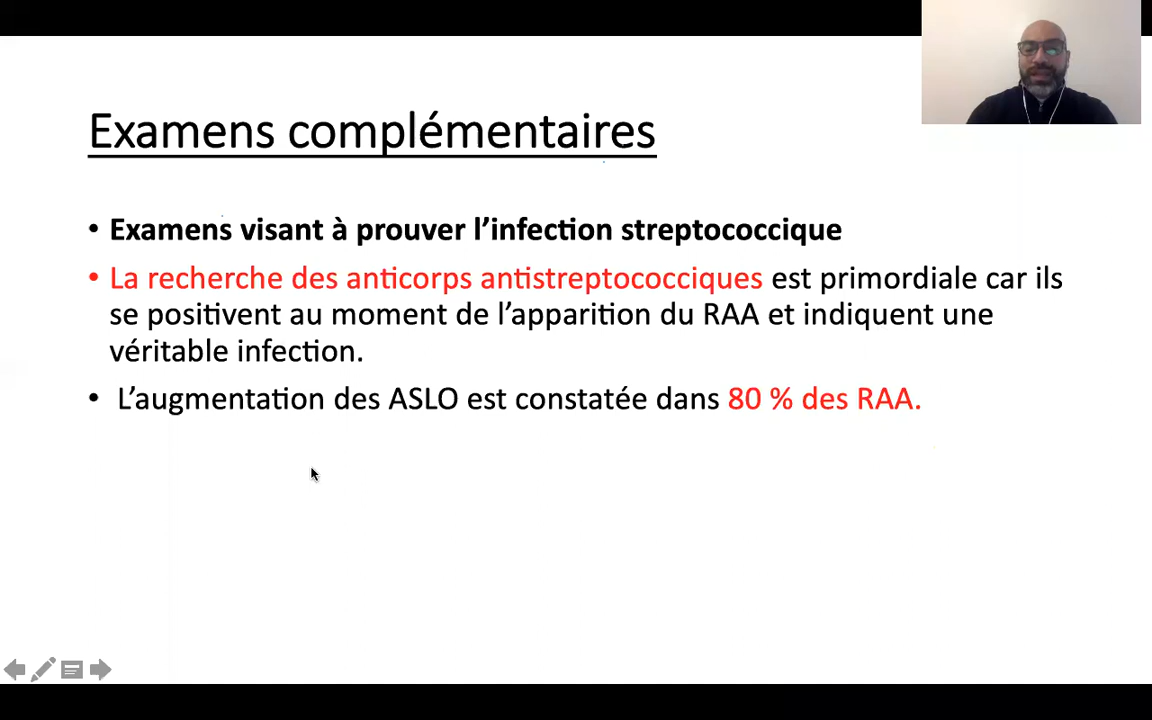 Examens complémentaires
• Examens visant à prouver l’infection streptococcique
• La recherche des anticorps antistreptococciques est primordiale car ils
se positivent au moment de l’apparition du RAA et indiquent une
véritable infection.
• L’augmentation des ASLO est constatée dans 80 % des RAA.